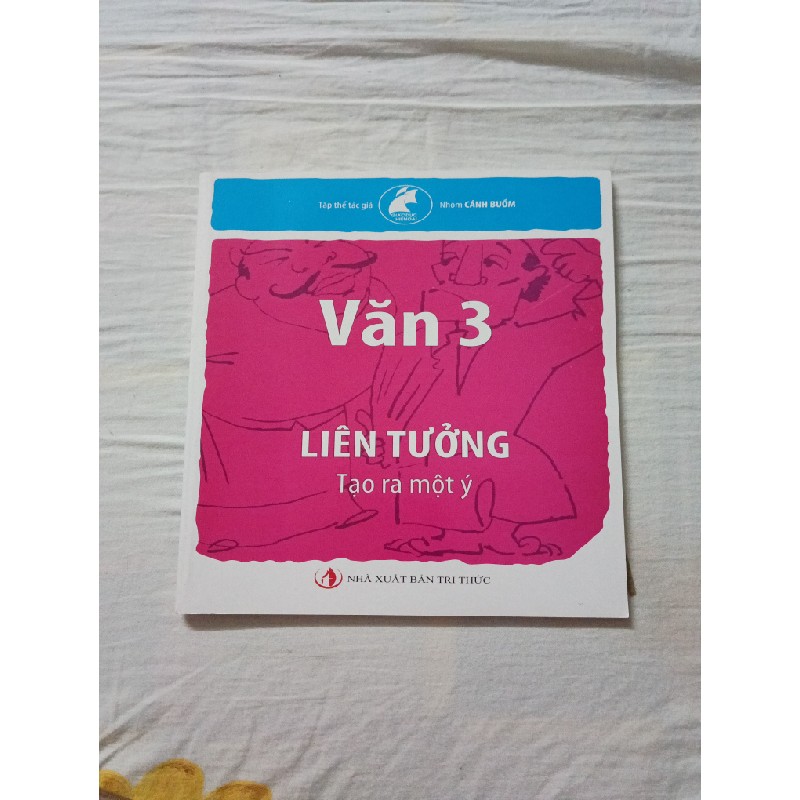 Tập thể tác giả
Nhóm CÁNH BUỒM
Văn 3
LIÊN TƯỞNG
Tạo ra một ý
NHÀ XUẤT BẢN TRI THỨC